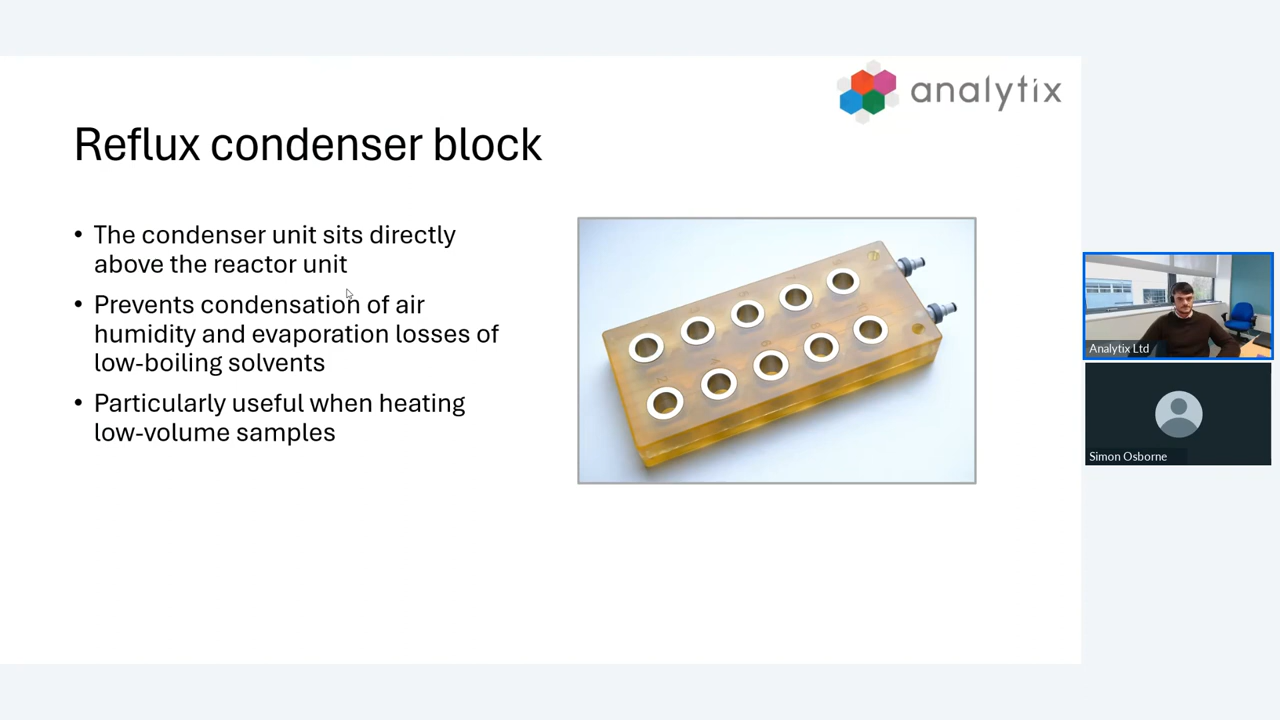 analytix
Reflux condenser block
• The condenser unit sits directly
above the reactor unit
• Prevents condensation of air
humidity and evaporation losses of
low-boiling solvents
• Particularly useful when heating
low-volume samples
Analytix Ltd
Simon Osborne